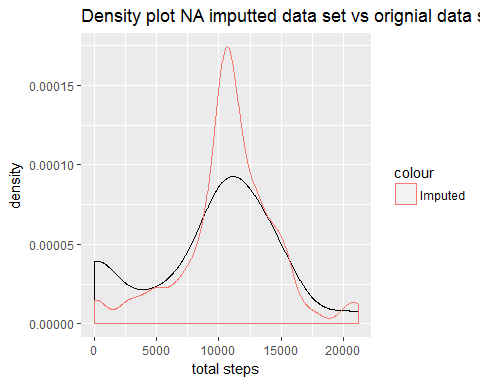 Density plot NA imputted data set vs orignial data s
0.00015
0.00010
0.00005
0.00000
density
0
5000
10000
15000
20000
total steps
colour
Imputed